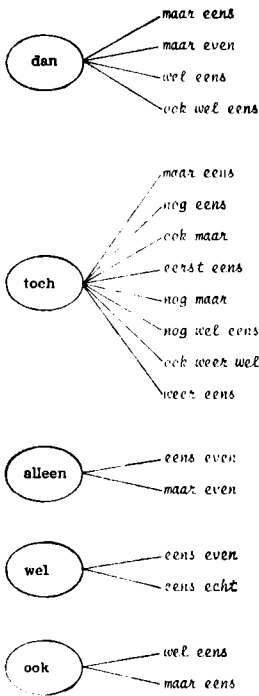 maar eens
maar even
dan
wel eens
ook wel eens
maar eens
nog eens
ook maar
eerst eens
toch
nog maar
nog wel eens
ook weer wel
weer eens
eens even
alleen
maar even
eens even
wel
eens echt
wel eens
ook
maar eens